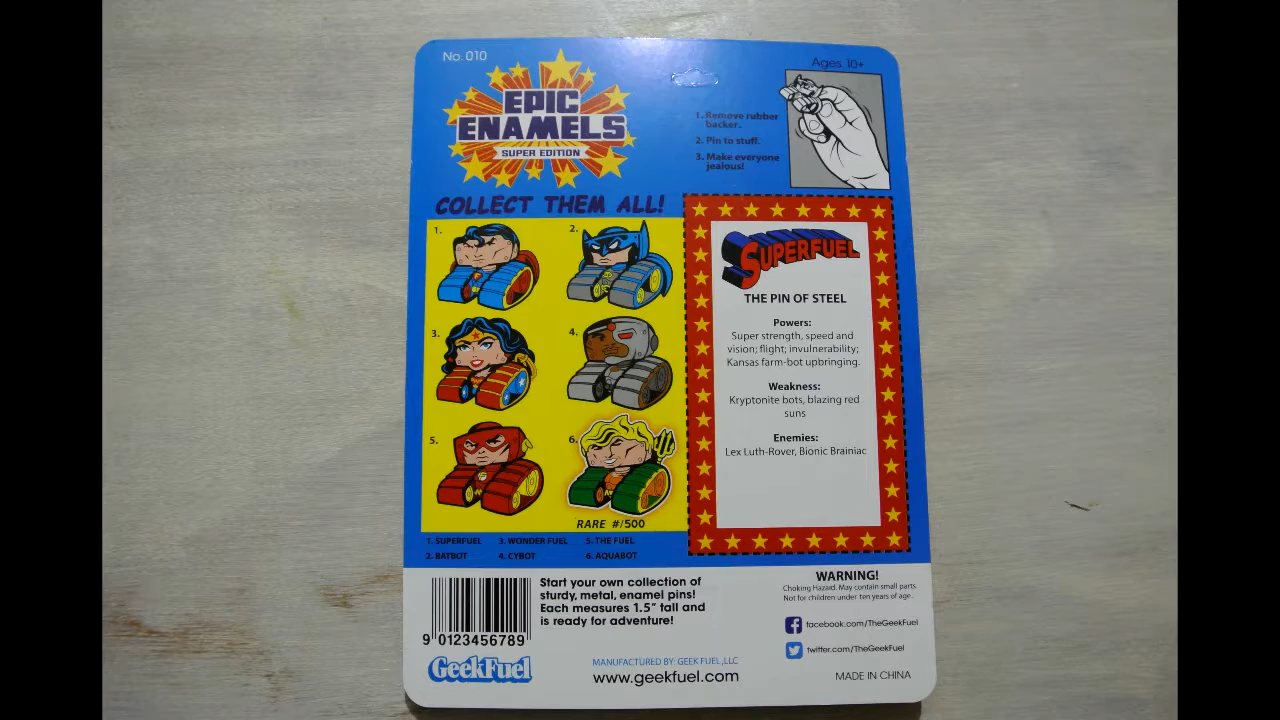 No. 010
EPIC
ENAMELS
SUPER EDITION
Ages 10+
1. Remove rubber
backer.
2. Pin to stuff.
3. Make everyone
jealous!
COLLECT THEM ALL!
1.
2.
3.
4.
5.
6.
RARE #/500
1. SUPERFUEL 3. WONDER FUEL 5. THE FUEL
2. BATBOT 4. CYBOT 6. AQUABOT
SUPERFUEL
THE PIN OF STEEL
Powers:
Super strength, speed and
vision; flight; invulnerability;
Kansas farm-bot upbringing.
Weakness:
Kryptonite bots, blazing red
suns
Enemies:
Lex Luth-Rover, Bionic Brainiac
9 0123456789
Start your own collection of
sturdy, metal, enamel pins!
Each measures 1.5" tall and
is ready for adventure!
WARNING!
Choking Hazard. May contain small parts.
Not for children under ten years of age.
facebook.com/TheGeekFuel
twitter.com/TheGeekFuel
GeekFuel
MANUFACTURED BY: GEEK FUEL ,LLC
www.geekfuel.com
MADE IN CHINA